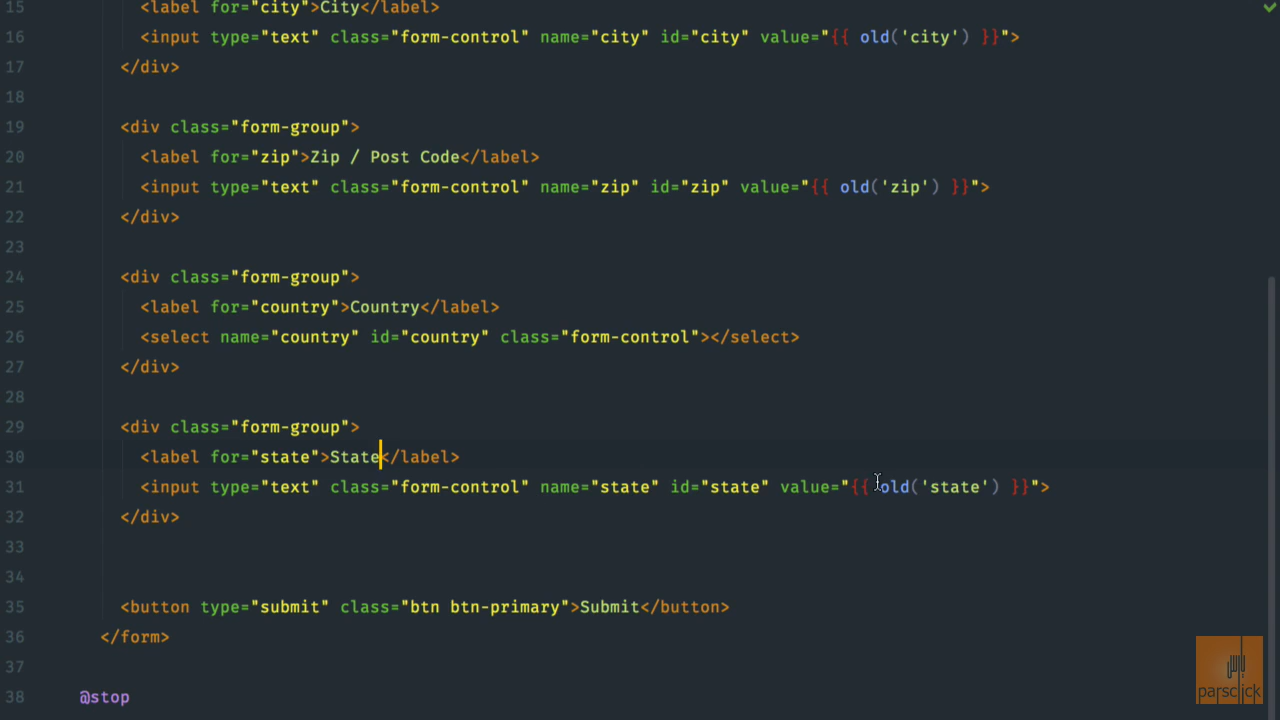 15 <label for="city">City</label>
16 <input type="text" class="form-control" name="city" id="city" value="{{ old('city') }}">
17 </div>
18
19 <div class="form-group">
20 <label for="zip">Zip / Post Code</label>
21 <input type="text" class="form-control" name="zip" id="zip" value="{{ old('zip') }}">
22 </div>
23
24 <div class="form-group">
25 <label for="country">Country</label>
26 <select name="country" id="country" class="form-control"></select>
27 </div>
28
29 <div class="form-group">
30 <label for="state">State</label>
31 <input type="text" class="form-control" name="state" id="state" value="{{ old('state') }}">
32 </div>
33
34
35 <button type="submit" class="btn btn-primary">Submit</button>
36 </form>
37
38 @stop
parsclick